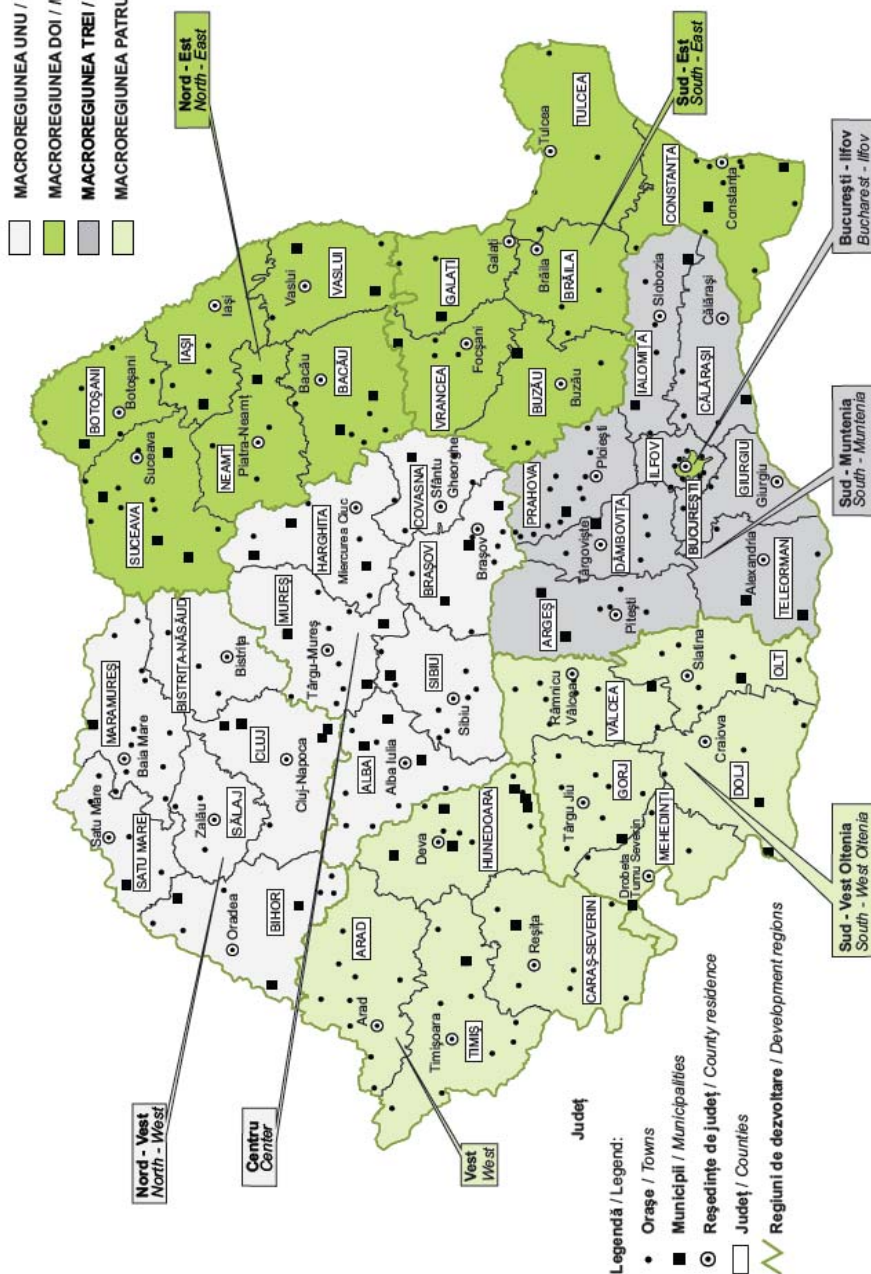 MACROREGIUNEA UNU /
MACROREGIUNEA DOI / M
MACROREGIUNEA TREI /
MACROREGIUNEA PATRU
Nord - Est
North - East
Sud - Est
South - East
București - Ilfov
Bucharest - Ilfov
Sud - Muntenia
South - Muntenia
Sud - Vest Oltenia
South - West Oltenia
Vest
West
Centru
Center
Nord - Vest
North - West
SATU MARE
Satu Mare
MARAMUREȘ
Baia Mare
BISTRIȚA-NĂSĂUD
Bistrița
SĂLAJ
Zalău
CLUJ
Cluj-Napoca
BIHOR
Oradea
SUCEAVA
Suceava
BOTOȘANI
Botoșani
IAȘI
Iași
NEAMȚ
Piatra-Neamț
BACĂU
Bacău
VASLUI
Vaslui
MUREȘ
Târgu-Mureș
HARGHITA
Miercurea Ciuc
COVASNA
Sfântu
Gheorghe
BRAȘOV
Brașov
SIBIU
Sibiu
ALBA
Alba Iulia
ARAD
Arad
TIMIȘ
Timișoara
HUNEDOARA
Deva
CARAȘ-SEVERIN
Reșița
VRANCEA
Focșani
GALAȚI
Galați
BUZĂU
Buzău
BRĂILA
Brăila
TULCEA
Tulcea
CONSTANȚA
Constanța
GORJ
Târgu Jiu
MEHEDINȚI
Drobeta
Turnu Severin
VÂLCEA
Râmnicu
Vâlcea
OLT
Slatina
DOLJ
Craiova
ARGEȘ
Pitești
DÂMBOVIȚA
Târgoviște
PRAHOVA
Ploiești
IALOMIȚA
Slobozia
CĂLĂRAȘI
Călărași
ILFOV
BUCUREȘTI
GIURGIU
Giurgiu
TELEORMAN
Alexandria
Județ
Legendă / Legend:
Orașe / Towns
Municipii / Municipalities
Reședințe de județ / County residence
Județ / Counties
Regiuni de dezvoltare / Development regions